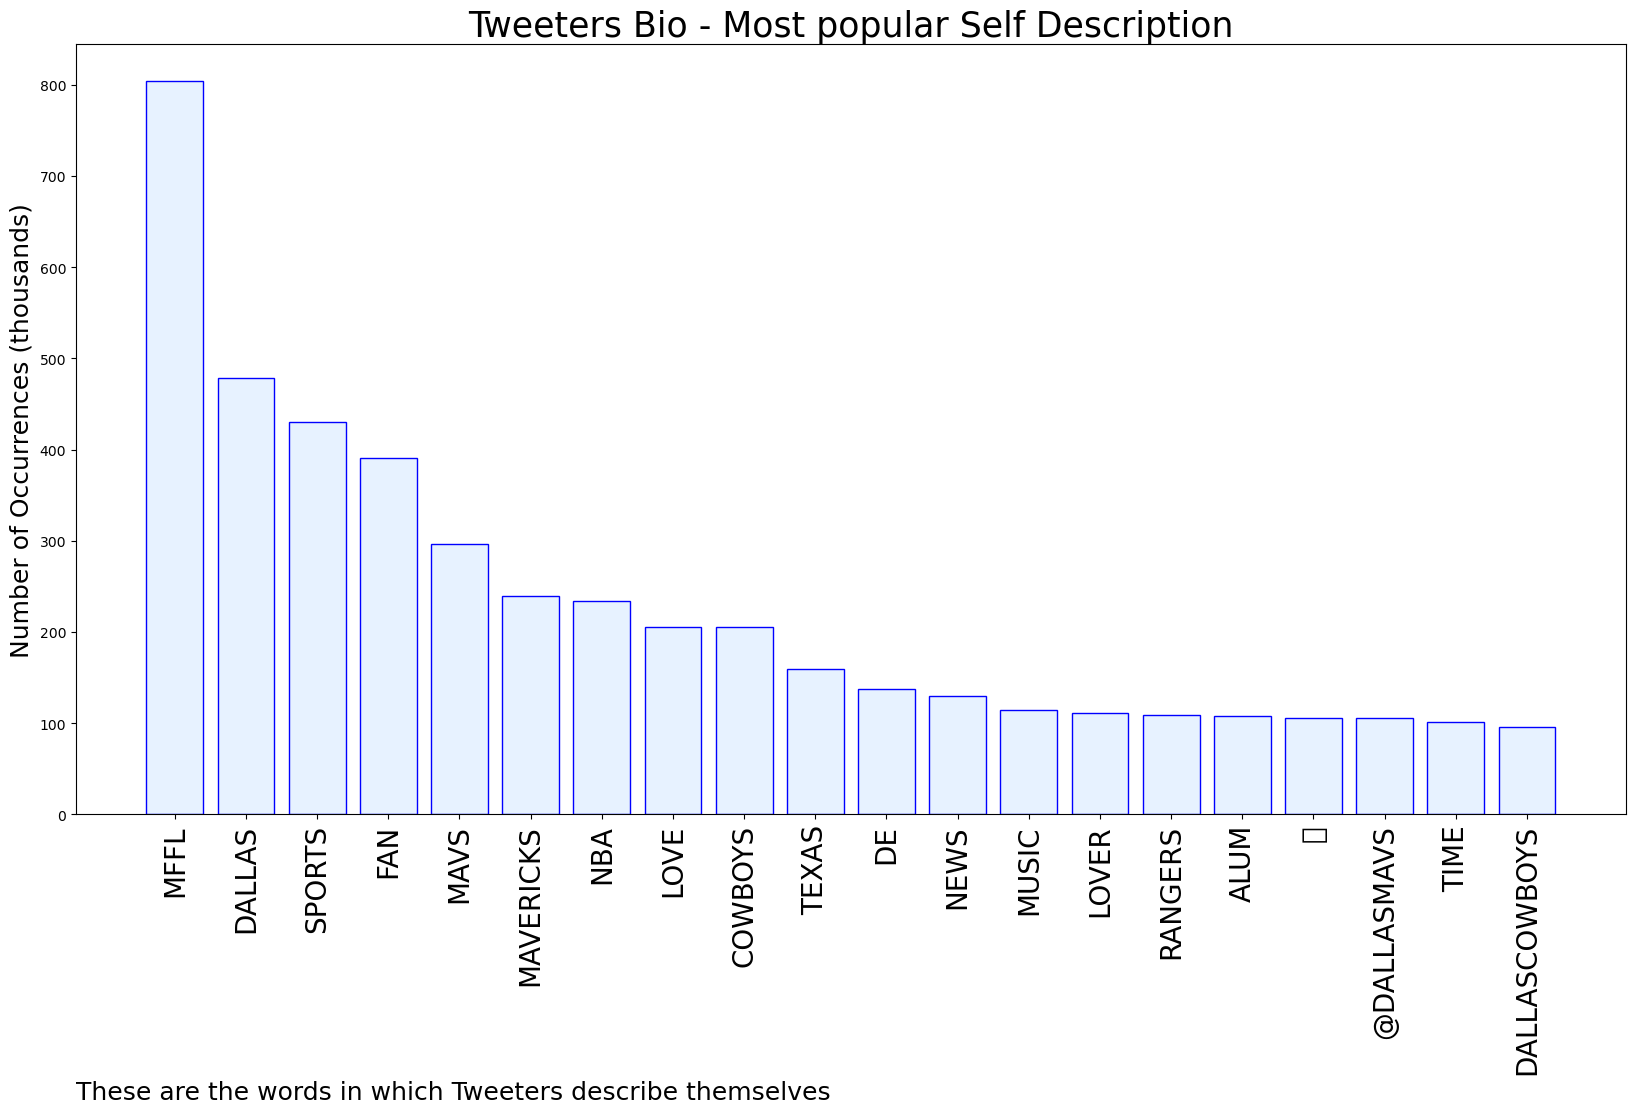 Tweeters Bio - Most popular Self Description
Number of Occurrences (thousands)
800
700
600
500
400
300
200
100
0
MFFL
DALLAS
SPORTS
FAN
MAVS
MAVERICKS
NBA
LOVE
COWBOYS
TEXAS
DE
NEWS
MUSIC
LOVER
RANGERS
ALUM
@DALLASMAVS
TIME
DALLASCOWBOYS
These are the words in which Tweeters describe themselves